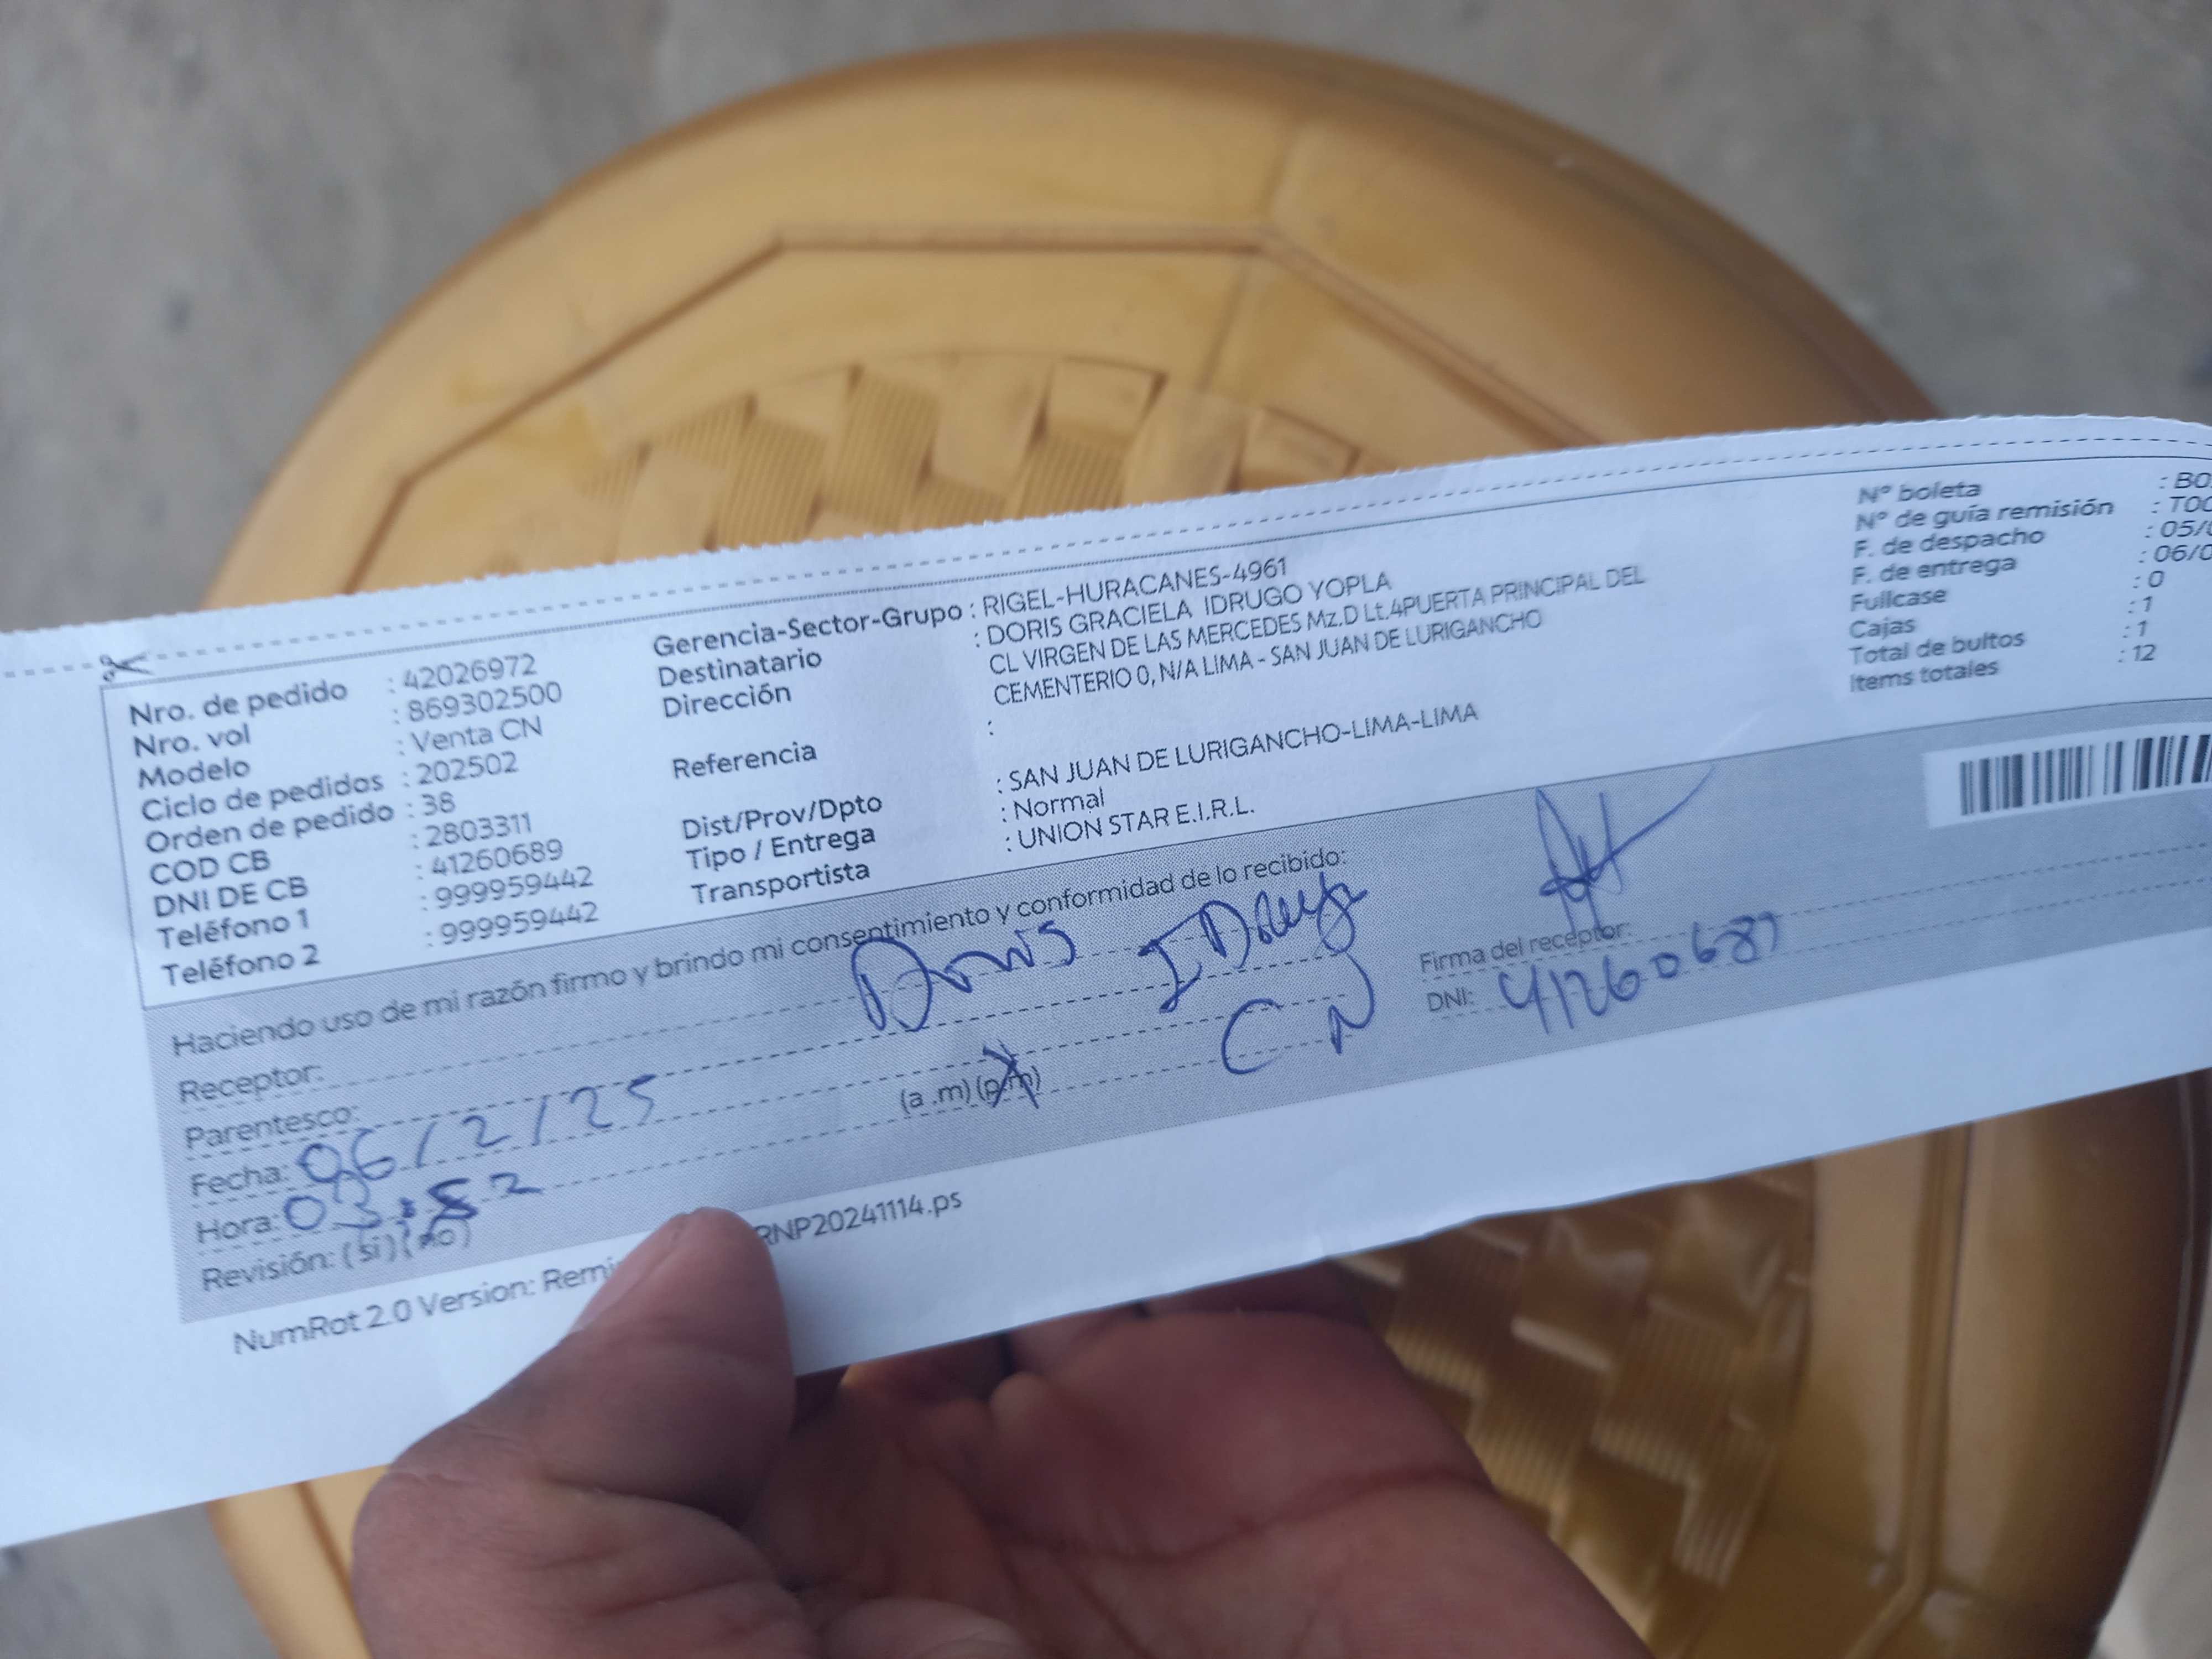 Nro. de pedido : 42026972
Nro. vol : 869302500
Modelo : Venta CN
Ciclo de pedidos : 202502
Orden de pedido : 38
COD CB : 2803311
DNI DE CB : 41260689
Teléfono 1 : 999959442
Teléfono 2 : 999959442
Gerencia-Sector-Grupo : RIGEL-HURACANES-4961
Destinatario : DORIS GRACIELA IDRUGO YOPLA
Dirección : CL VIRGEN DE LAS MERCEDES Mz.D Lt.4PUERTA PRINCIPAL DEL
CEMENTERIO 0, N/A LIMA - SAN JUAN DE LURIGANCHO
Referencia :
Dist/Prov/Dpto : SAN JUAN DE LURIGANCHO-LIMA-LIMA
Tipo / Entrega : Normal
Transportista : UNION STAR E.I.R.L.
N° boleta : B0
N° de guía remisión : T00
F. de despacho : 05/0
F. de entrega : 06/0
Fullcase : 0
Cajas : 1
Total de bultos : 1
Items totales : 12
Haciendo uso de mi razón firmo y brindo mi consentimiento y conformidad de lo recibido:
Receptor: Doris
Parentesco: CN
Fecha: 06/2/25
Hora: 03:52 (a .m) (p.m)
Revisión: (si) (no)
Firma del receptor:
DNI: 41260689
NumRot 2.0 Version: Remi
RNP20241114.ps